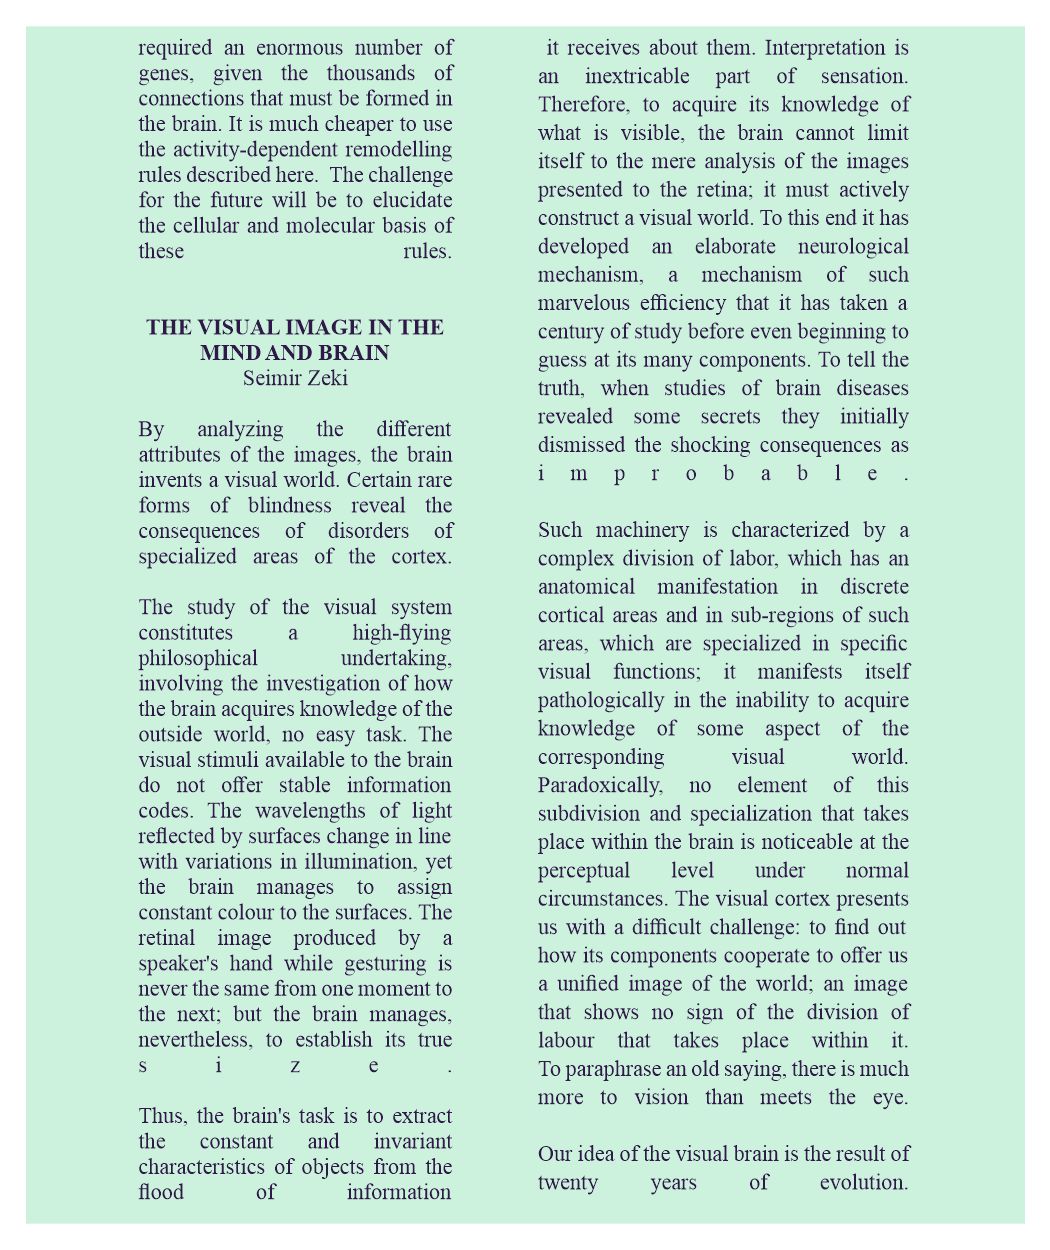 required an enormous number of
genes, given the thousands of
connections that must be formed in
the brain. It is much cheaper to use
the activity-dependent remodelling
rules described here. The challenge
for the future will be to elucidate
the cellular and molecular basis of
these rules.
THE VISUAL IMAGE IN THE
MIND AND BRAIN
Seimir Zeki
By analyzing the different
attributes of the images, the brain
invents a visual world. Certain rare
forms of blindness reveal the
consequences of disorders of
specialized areas of the cortex.
The study of the visual system
constitutes a high-flying
philosophical undertaking,
involving the investigation of how
the brain acquires knowledge of the
outside world, no easy task. The
visual stimuli available to the brain
do not offer stable information
codes. The wavelengths of light
reflected by surfaces change in line
with variations in illumination, yet
the brain manages to assign
constant colour to the surfaces. The
retinal image produced by a
speaker's hand while gesturing is
never the same from one moment to
the next; but the brain manages,
nevertheless, to establish its true
s i z e .
Thus, the brain's task is to extract
the constant and invariant
characteristics of objects from the
flood of information
it receives about them. Interpretation is
an inextricable part of sensation.
Therefore, to acquire its knowledge of
what is visible, the brain cannot limit
itself to the mere analysis of the images
presented to the retina; it must actively
construct a visual world. To this end it has
developed an elaborate neurological
mechanism, a mechanism of such
marvelous efficiency that it has taken a
century of study before even beginning to
guess at its many components. To tell the
truth, when studies of brain diseases
revealed some secrets they initially
dismissed the shocking consequences as
i m p r o b a b l e .
Such machinery is characterized by a
complex division of labor, which has an
anatomical manifestation in discrete
cortical areas and in sub-regions of such
areas, which are specialized in specific
visual functions; it manifests itself
pathologically in the inability to acquire
knowledge of some aspect of the
corresponding visual world.
Paradoxically, no element of this
subdivision and specialization that takes
place within the brain is noticeable at the
perceptual level under normal
circumstances. The visual cortex presents
us with a difficult challenge: to find out
how its components cooperate to offer us
a unified image of the world; an image
that shows no sign of the division of
labour that takes place within it.
To paraphrase an old saying, there is much
more to vision than meets the eye.
Our idea of the visual brain is the result of
twenty years of evolution.